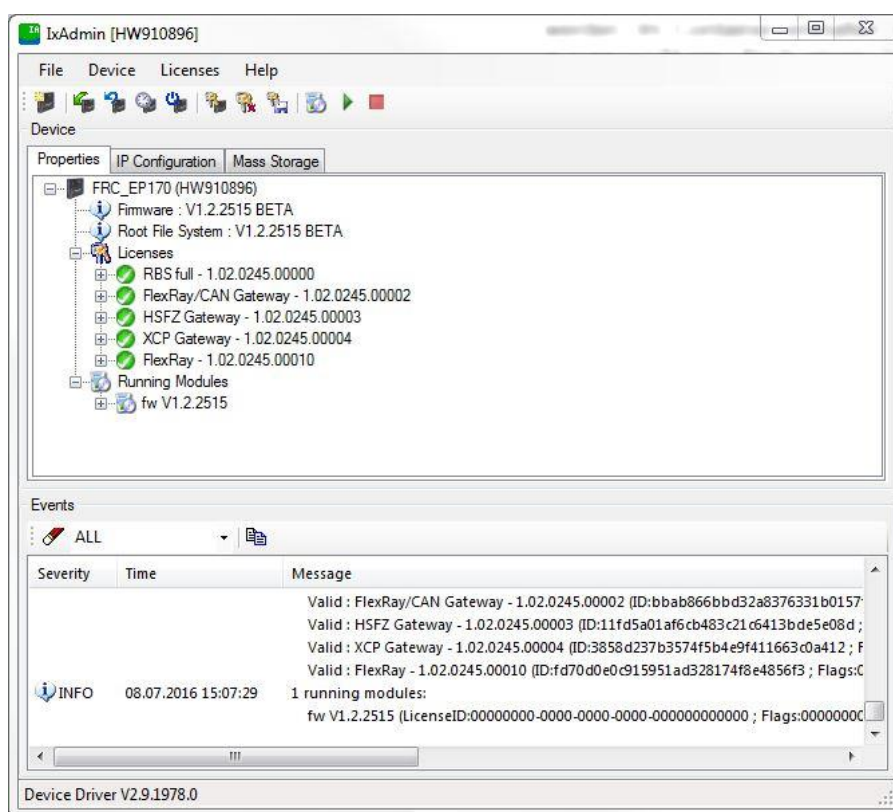 IxAdmin [HW910896]
File Device Licenses Help
Device
Properties IP Configuration Mass Storage
FRC_EP170 (HW910896)
Firmware : V1.2.2515 BETA
Root File System : V1.2.2515 BETA
Licenses
RBS full - 1.02.0245.00000
FlexRay/CAN Gateway - 1.02.0245.00002
HSFZ Gateway - 1.02.0245.00003
XCP Gateway - 1.02.0245.00004
FlexRay - 1.02.0245.00010
Running Modules
fw V1.2.2515
Events
ALL
Severity Time Message
Valid : FlexRay/CAN Gateway - 1.02.0245.00002 (ID:bbab866bbd32a8376331b0157
Valid : HSFZ Gateway - 1.02.0245.00003 (ID:11fd5a01af6cb483c21c6413bde5e08d ;
Valid : XCP Gateway - 1.02.0245.00004 (ID:3858d237b3574f5b4e9f411663c0a412 ; F
Valid : FlexRay - 1.02.0245.00010 (ID:fd70d0e0c915951ad328174f8e4856f3 ; Flags:0
INFO 08.07.2016 15:07:29 1 running modules:
fw V1.2.2515 (LicenseID:00000000-0000-0000-0000-000000000000 ; Flags:00000000
Device Driver V2.9.1978.0